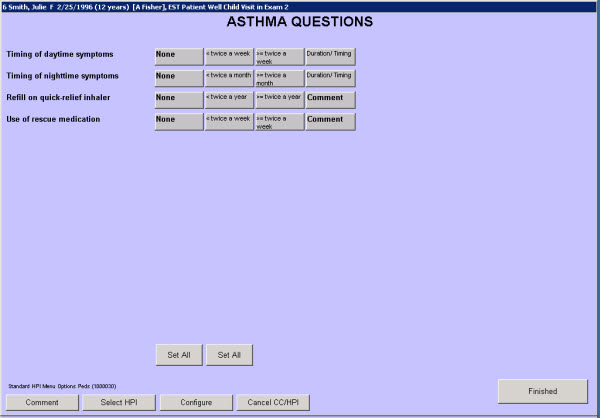 6 Smith, Julie F 2/25/1996 (12 years) [A Fisher], EST Patient Well Child Visit in Exam 2
ASTHMA QUESTIONS
Timing of daytime symptoms None < twice a week >= twice a week Duration/Timing
Timing of nighttime symptoms None < twice a month >= twice a month Duration/Timing
Refill on quick-relief inhaler None < twice a year >= twice a year Comment
Use of rescue medication None < twice a week >= twice a week Comment
Set All Set All
Standard HPI Menu Options Peds (1000030)
Finished
Comment Select HPI Configure Cancel CC/HPI